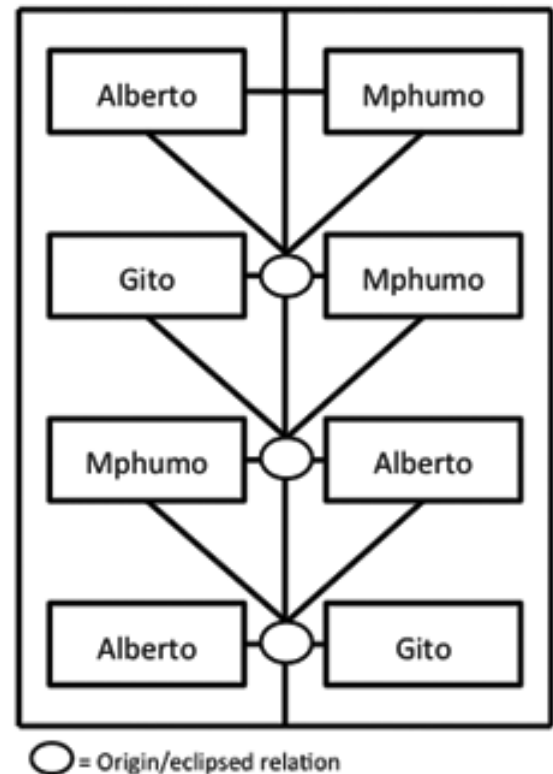 Alberto Mphumo
Gito Mphumo
Mphumo Alberto
Alberto Gito
= Origin/eclipsed relation